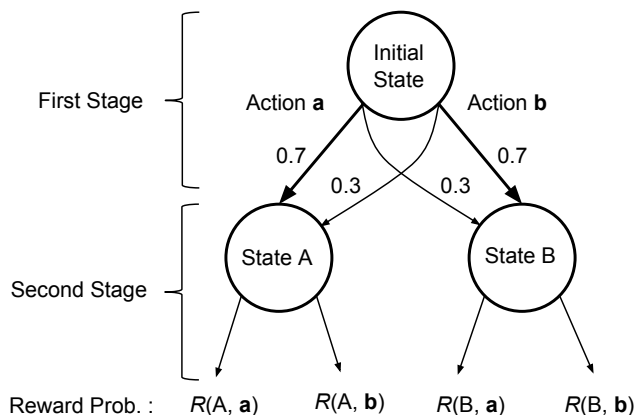 Initial
State
First Stage
Action a
Action b
0.7
0.7
0.3
0.3
State A
State B
Second Stage
Reward Prob. : R(A, a) R(A, b) R(B, a) R(B, b)